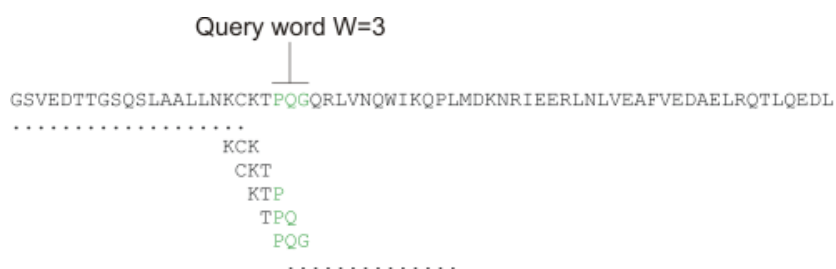 Query word W=3
GSVEDTTGSQSLAALLNKCKTPQGQRLVNQWIKQPLMDKNRIEERLNLVEAFVEDAELRQTLQEDL
...................
KCK
CKT
KTP
TPQ
PQG
..............